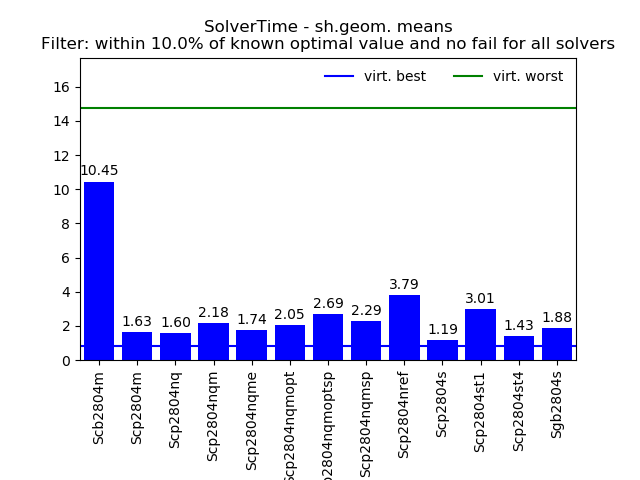 SolverTime - sh.geom. means
Filter: within 10.0% of known optimal value and no fail for all solvers
virt. best
virt. worst
16
14
12
10
8
6
4
2
0
10.45
1.63
1.60
2.18
1.74
2.05
2.69
2.29
3.79
1.19
3.01
1.43
1.88
Scb2804m
Scp2804m
Scp2804nq
Scp2804nqm
Scp2804nqme
Scp2804nqmopt
p2804nqmoptsp
Scp2804nqmsp
Scp2804nref
Scp2804s
Scp2804st1
Scp2804st4
Sgb2804s